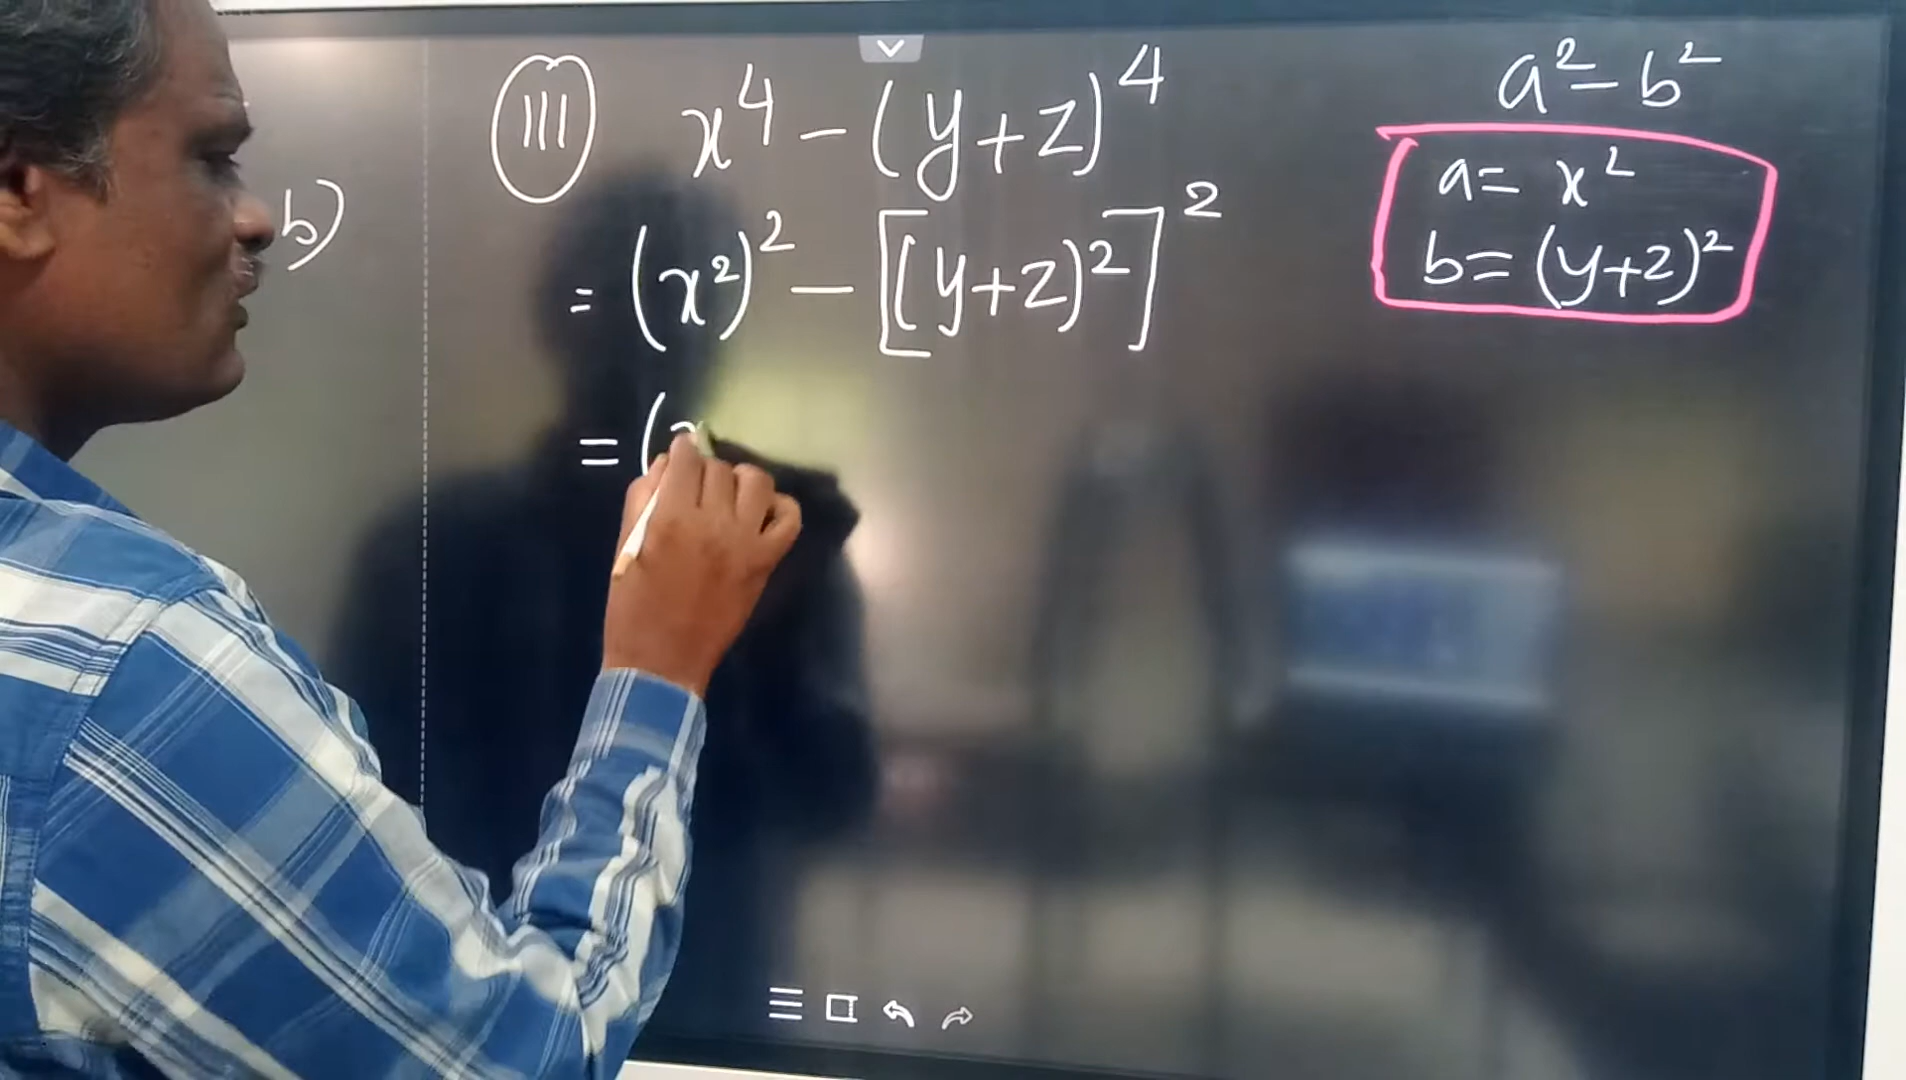 b)
III x⁴ − (y+z)⁴
= (x²)² − [(y+z)²]²
= (x
a² − b²
a = x²
b = (y+z)²